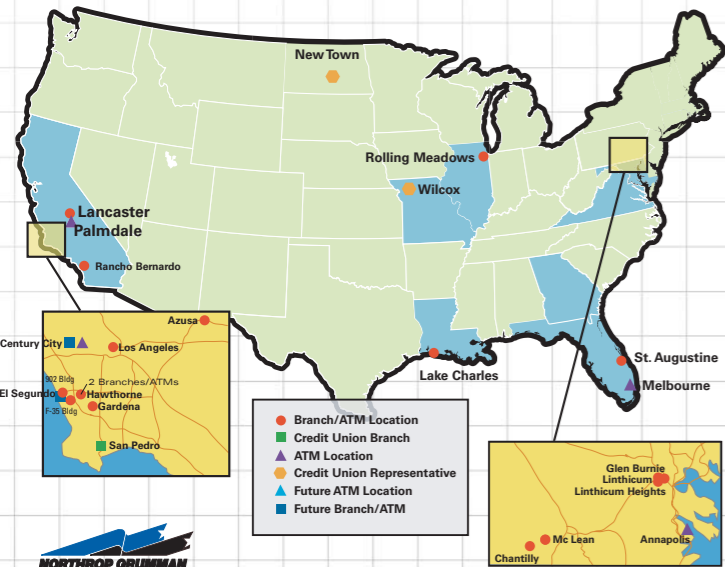 New Town
Rolling Meadows
Wilcox
Lancaster
Palmdale
Rancho Bernardo
Azusa
Century City
Los Angeles
2 Branches/ATMs
902 Bldg
El Segundo
Hawthorne
F-35 Bldg
Gardena
San Pedro
Lake Charles
St. Augustine
Melbourne
Branch/ATM Location
Credit Union Branch
ATM Location
Credit Union Representative
Future ATM Location
Future Branch/ATM
Glen Burnie
Linthicum
Linthicum Heights
Mc Lean
Annapolis
Chantilly
NORTHROP GRUMMAN